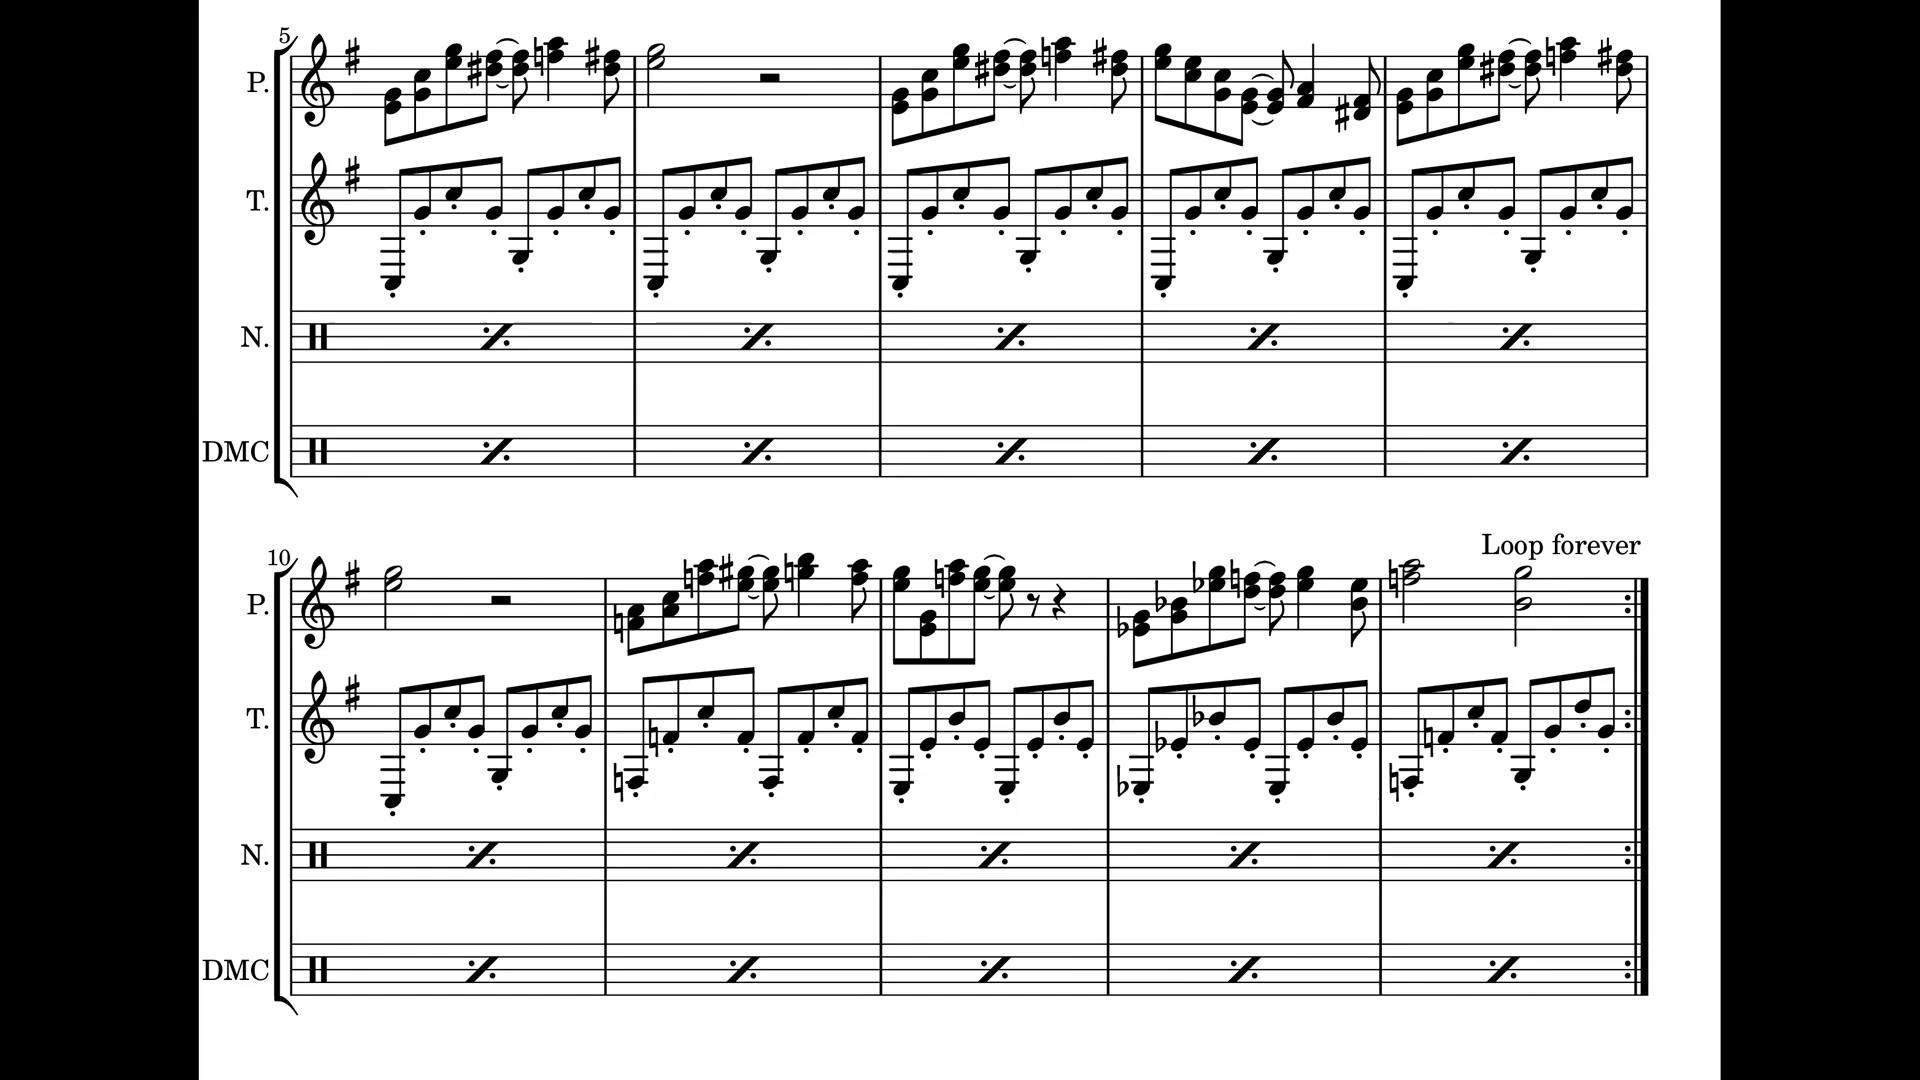 5
P.
T.
N.
DMC
10
Loop forever
P.
T.
N.
DMC